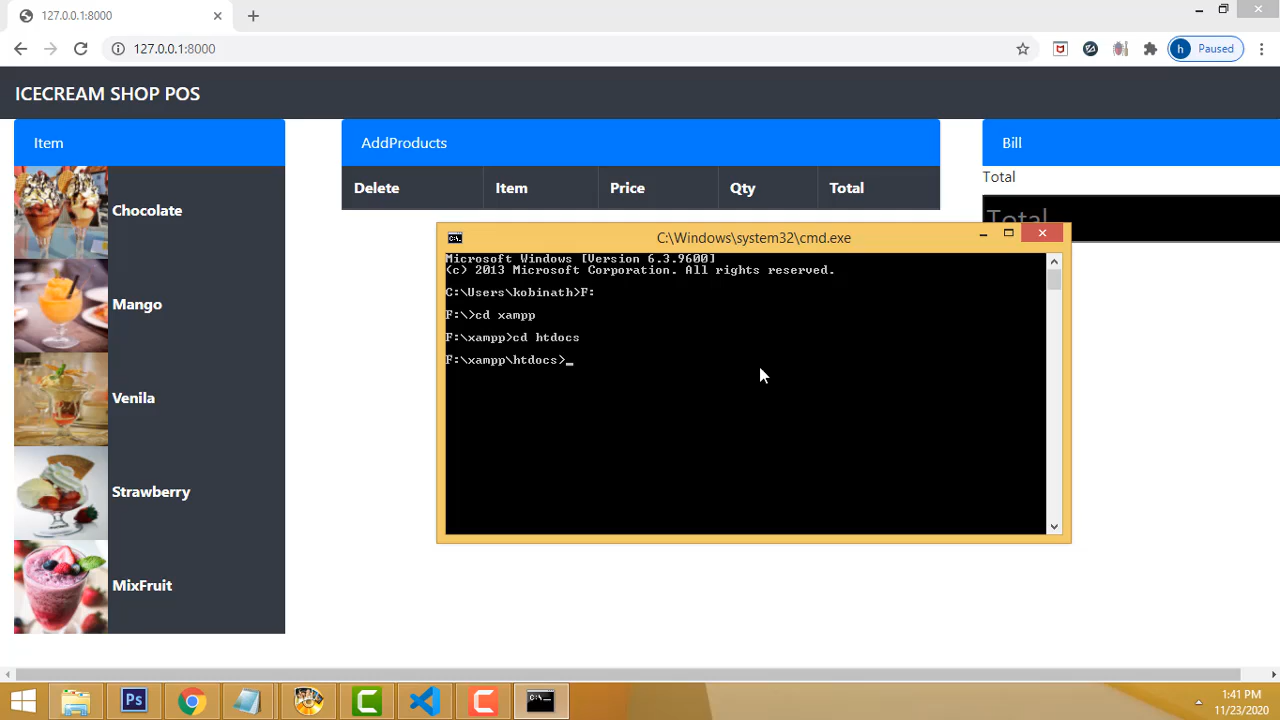 127.0.0.1:8000
127.0.0.1:8000
h Paused
ICECREAM SHOP POS
Item
AddProducts
Bill
Delete Item Price Qty Total
Total
Total
Chocolate
Mango
Venila
Strawberry
MixFruit
C:\Windows\system32\cmd.exe
Microsoft Windows [Version 6.3.9600]
(c) 2013 Microsoft Corporation. All rights reserved.
C:\Users\kobinath>F:
F:\>cd xampp
F:\xampp>cd htdocs
F:\xampp\htdocs>_
Ps
1:41 PM
11/23/2020